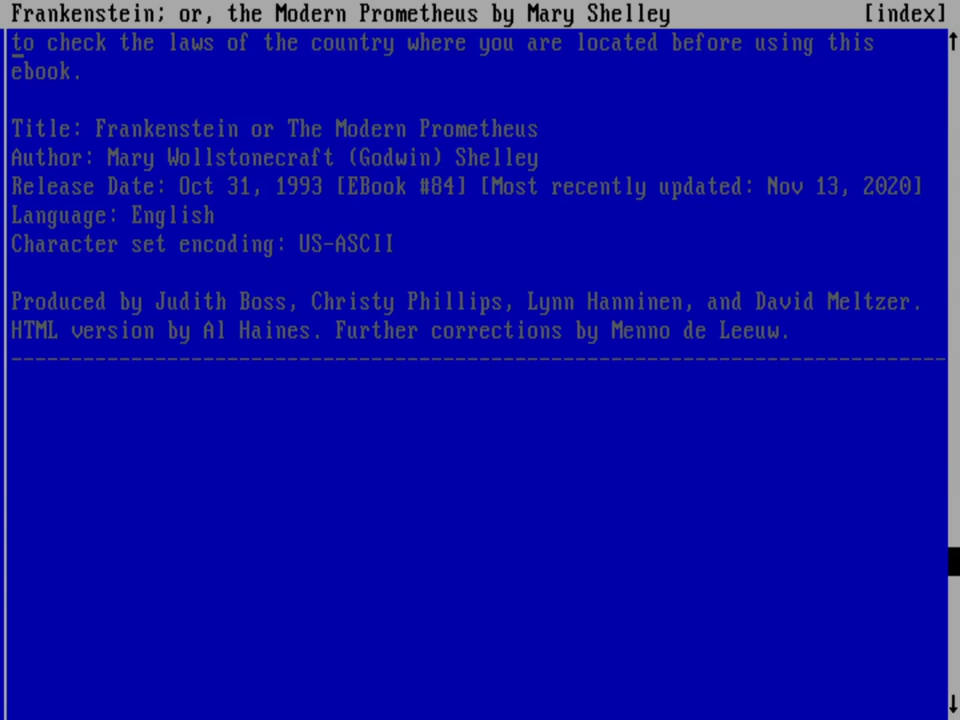 Frankenstein; or, the Modern Prometheus by Mary Shelley [index]
to check the laws of the country where you are located before using this
ebook.
Title: Frankenstein or The Modern Prometheus
Author: Mary Wollstonecraft (Godwin) Shelley
Release Date: Oct 31, 1993 [EBook #84] [Most recently updated: Nov 13, 2020]
Language: English
Character set encoding: US-ASCII
Produced by Judith Boss, Christy Phillips, Lynn Hanninen, and David Meltzer.
HTML version by Al Haines. Further corrections by Menno de Leeuw.